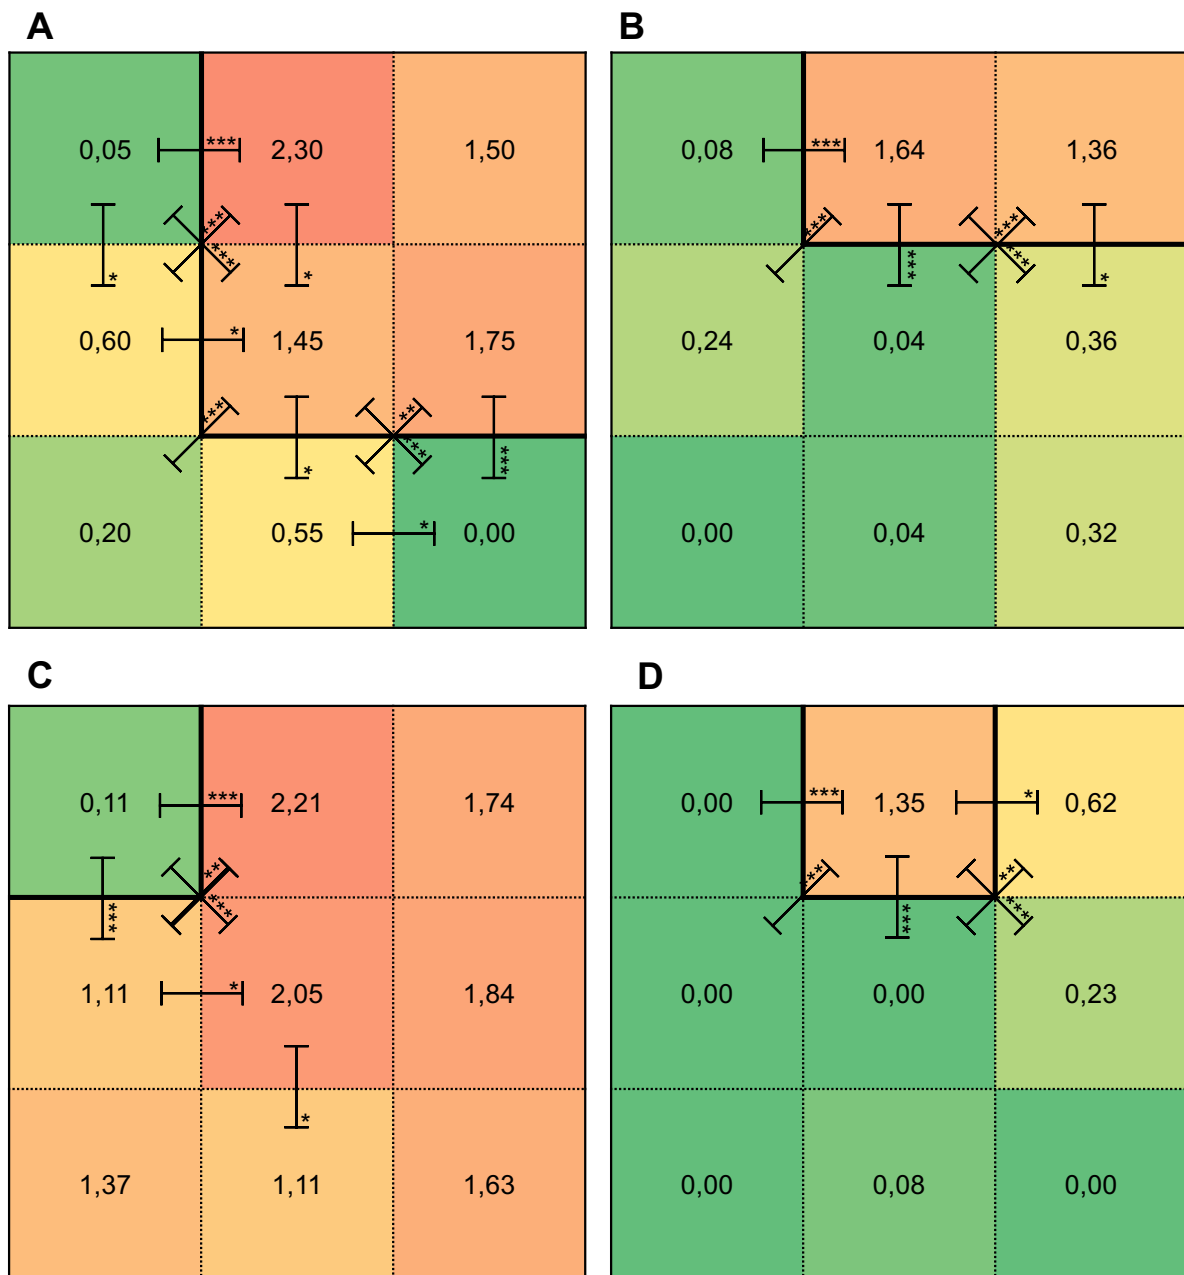 A B
0,05 *** 2,30 1,50 0,08 *** 1,64 1,36
*** *** *** ***
* *** * *** *** *
0,60 * 1,45 1,75 0,24 0,04 0,36
*** **
* *** ***
0,20 0,55 * 0,00 0,00 0,04 0,32
C D
0,11 *** 2,21 1,74 0,00 *** 1,35 * 0,62
** *** **
*** *** *** ***
1,11 * 2,05 1,84 0,00 0,00 0,23
*
1,37 1,11 1,63 0,00 0,08 0,00